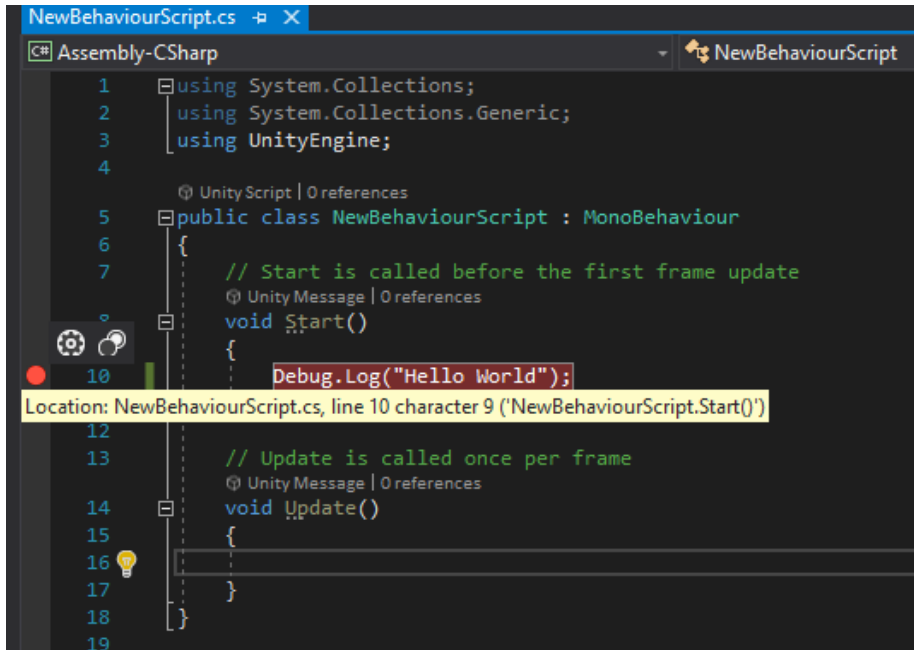 NewBehaviourScript.cs
C# Assembly-CSharp NewBehaviourScript
1 using System.Collections;
2 using System.Collections.Generic;
3 using UnityEngine;
4
Unity Script | 0 references
5 public class NewBehaviourScript : MonoBehaviour
6 {
7 // Start is called before the first frame update
Unity Message | 0 references
void Start()
{
10 Debug.Log("Hello World");
Location: NewBehaviourScript.cs, line 10 character 9 ('NewBehaviourScript.Start()')
12
13 // Update is called once per frame
Unity Message | 0 references
14 void Update()
15 {
16
17 }
18 }
19